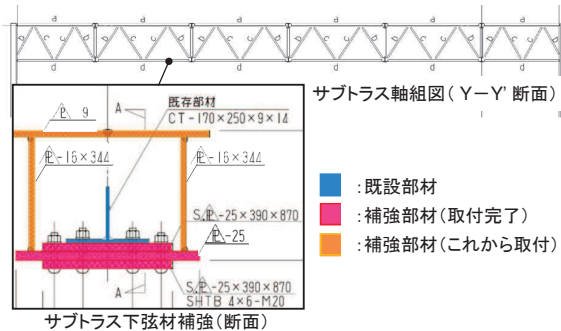 a a a a a a
b b b b b b
サブトラス軸組図( Y－Y' 断面)
PL 9
A
既存部材
CT-170×250×9×14
PL-16×344
PL-16×344
S.PL-25×390×870
PL-25
A
S.PL-25×390×870
SHTB 4×6-M20
サブトラス下弦材補強(断面)
:既設部材
:補強部材(取付完了)
:補強部材(これから取付)